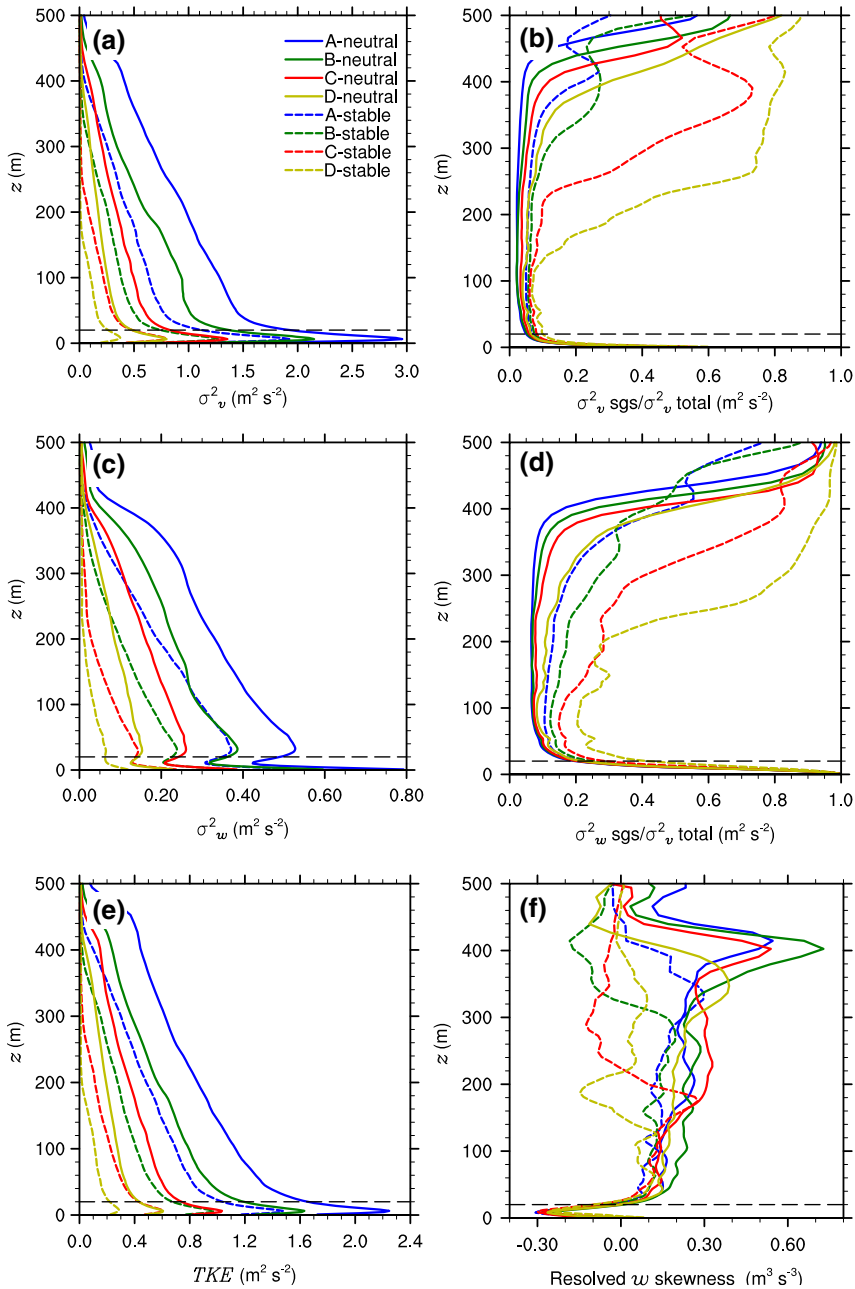 (a)
A-neutral
B-neutral
C-neutral
D-neutral
A-stable
B-stable
C-stable
D-stable
500
400
300
200
100
0
z (m)
0.0 0.5 1.0 1.5 2.0 2.5 3.0
σ²v (m² s⁻²)
(b)
500
400
300
200
100
0
z (m)
0.0 0.2 0.4 0.6 0.8 1.0
σ²v sgs/σ²v total (m² s⁻²)
(c)
500
400
300
200
100
0
z (m)
0.00 0.20 0.40 0.60 0.80
σ²w (m² s⁻²)
(d)
500
400
300
200
100
0
z (m)
0.0 0.2 0.4 0.6 0.8 1.0
σ²w sgs/σ²v total (m² s⁻²)
(e)
500
400
300
200
100
0
z (m)
0.0 0.4 0.8 1.2 1.6 2.0 2.4
TKE (m² s⁻²)
(f)
500
400
300
200
100
0
z (m)
-0.30 0.00 0.30 0.60
Resolved w skewness (m³ s⁻³)